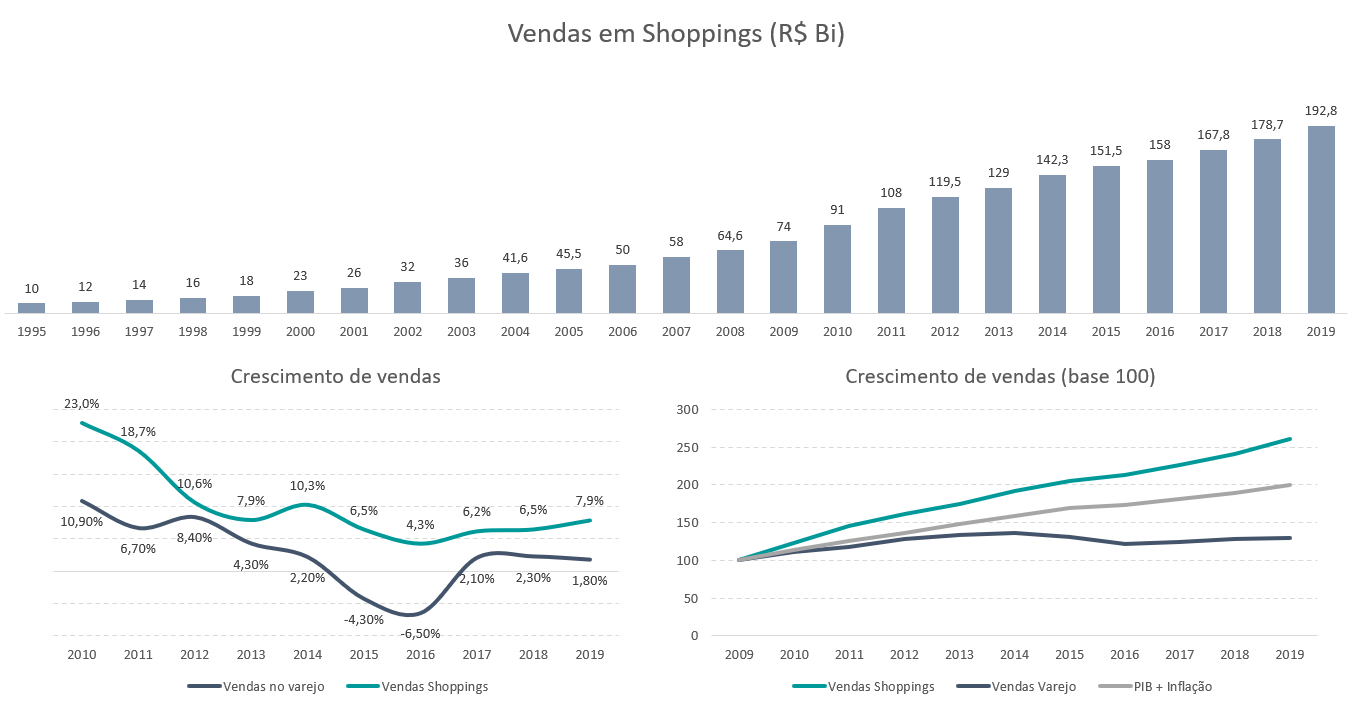 Vendas em Shoppings (R$ Bi)
10 12 14 16 18 23 26 32 36 41,6 45,5 50 58 64,6 74 91 108 119,5 129 142,3 151,5 158 167,8 178,7 192,8
1995 1996 1997 1998 1999 2000 2001 2002 2003 2004 2005 2006 2007 2008 2009 2010 2011 2012 2013 2014 2015 2016 2017 2018 2019
Crescimento de vendas
23,0% 18,7% 10,6% 7,9% 10,3% 6,5% 4,3% 6,2% 6,5% 7,9%
10,90% 6,70% 8,40% 4,30% 2,20% -4,30% -6,50% 2,10% 2,30% 1,80%
2010 2011 2012 2013 2014 2015 2016 2017 2018 2019
Vendas no varejo Vendas Shoppings
Crescimento de vendas (base 100)
300
250
200
150
100
50
0
2009 2010 2011 2012 2013 2014 2015 2016 2017 2018 2019
Vendas Shoppings Vendas Varejo PIB + Inflação